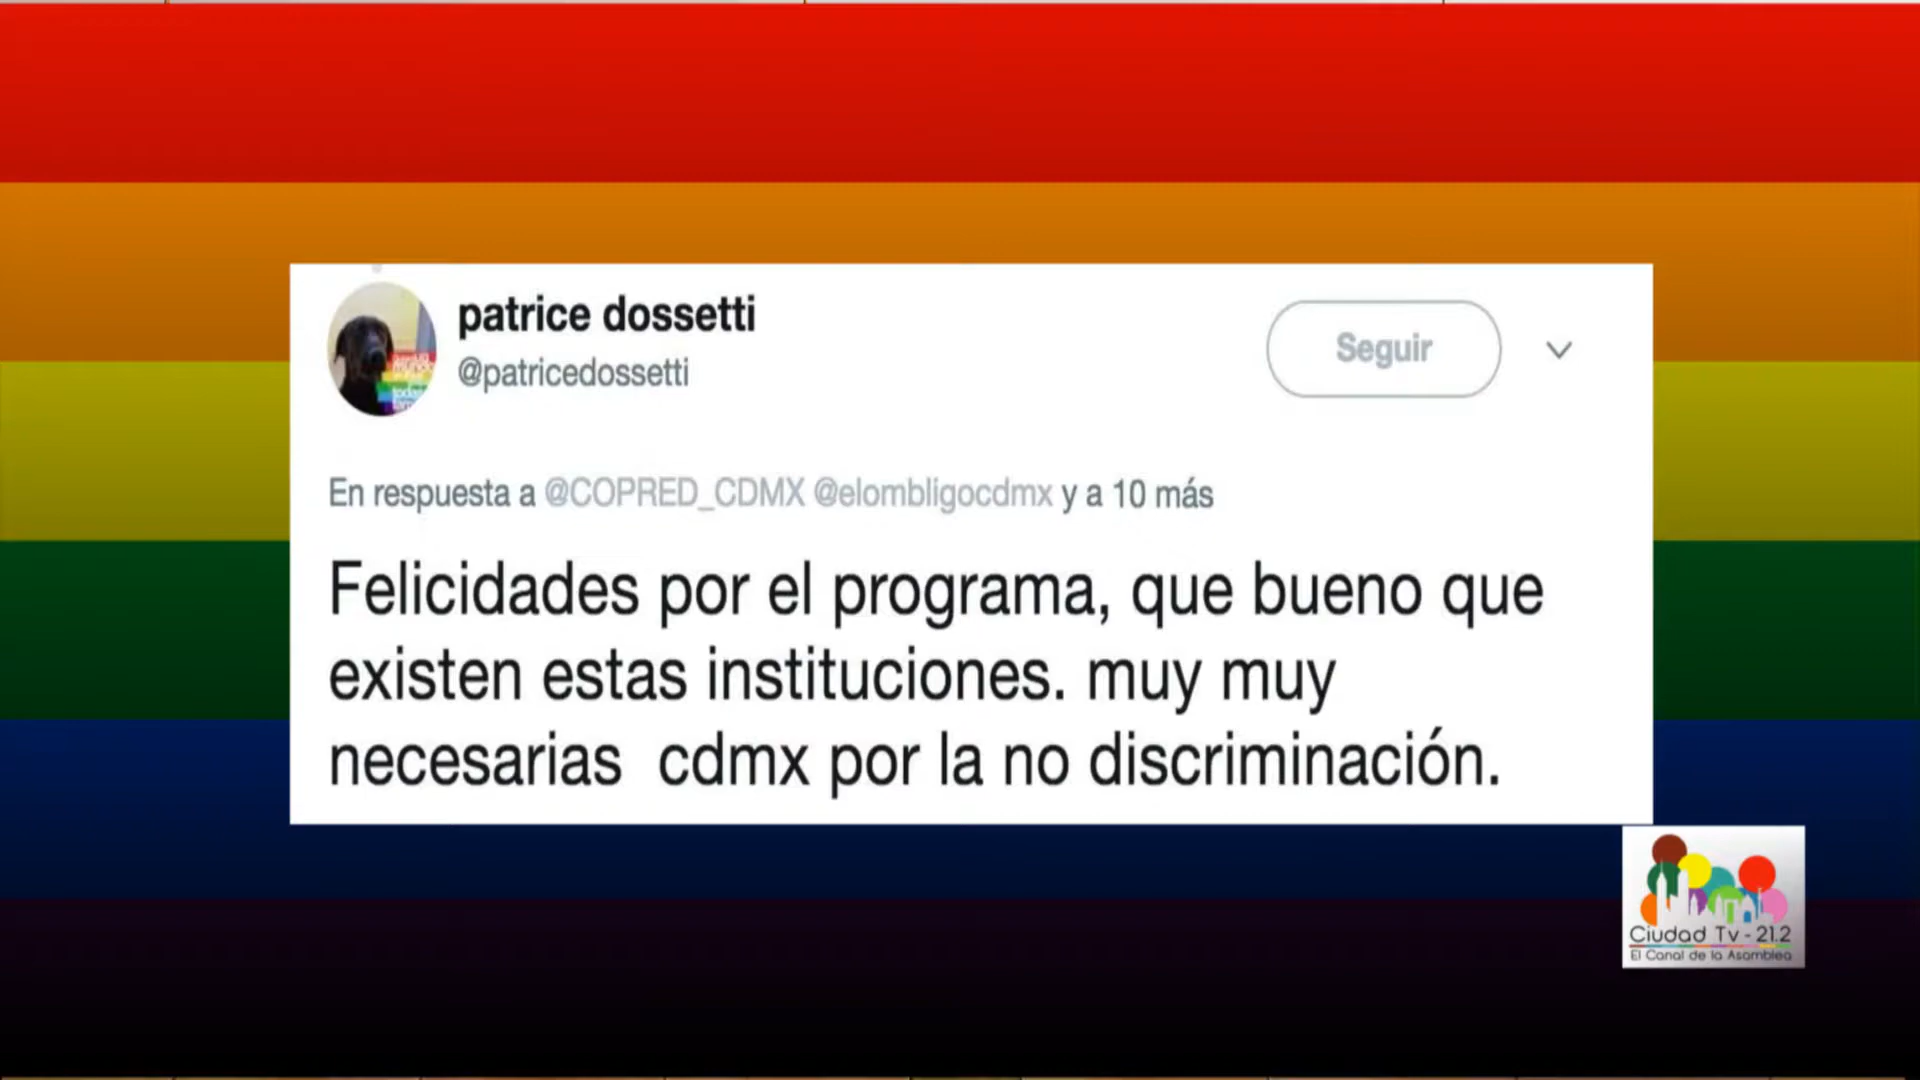 patrice dossetti
@patricedossetti
Seguir
En respuesta a @COPRED_CDMX @elombligocdmx y a 10 más
Felicidades por el programa, que bueno que
existen estas instituciones. muy muy
necesarias cdmx por la no discriminación.
Ciudad Tv - 21.2
El Canal de la Asamblea